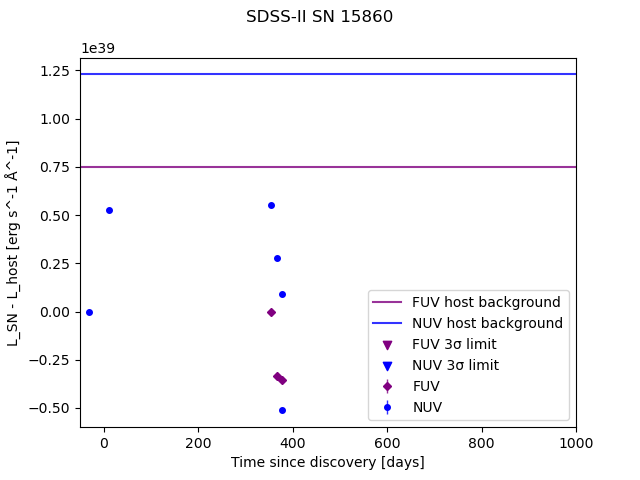 SDSS-II SN 15860
1e39
L_SN - L_host [erg s^-1 Å^-1]
1.25
1.00
0.75
0.50
0.25
0.00
−0.25
−0.50
FUV host background
NUV host background
FUV 3σ limit
NUV 3σ limit
FUV
NUV
0 200 400 600 800 1000
Time since discovery [days]